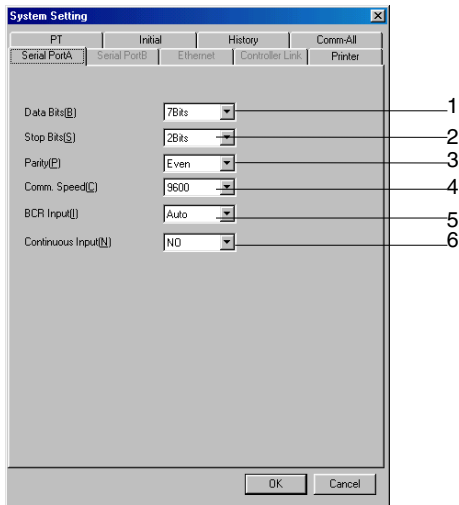 System Setting
PT Initial History Comm-All
Serial PortA Serial PortB Ethernet Controller Link Printer
Data Bits(B) 7Bits 1
Stop Bits(S) 2Bits 2
Parity(P) Even 3
Comm. Speed(C) 9600 4
BCR Input(I) Auto 5
Continuous Input(N) NO 6
OK Cancel